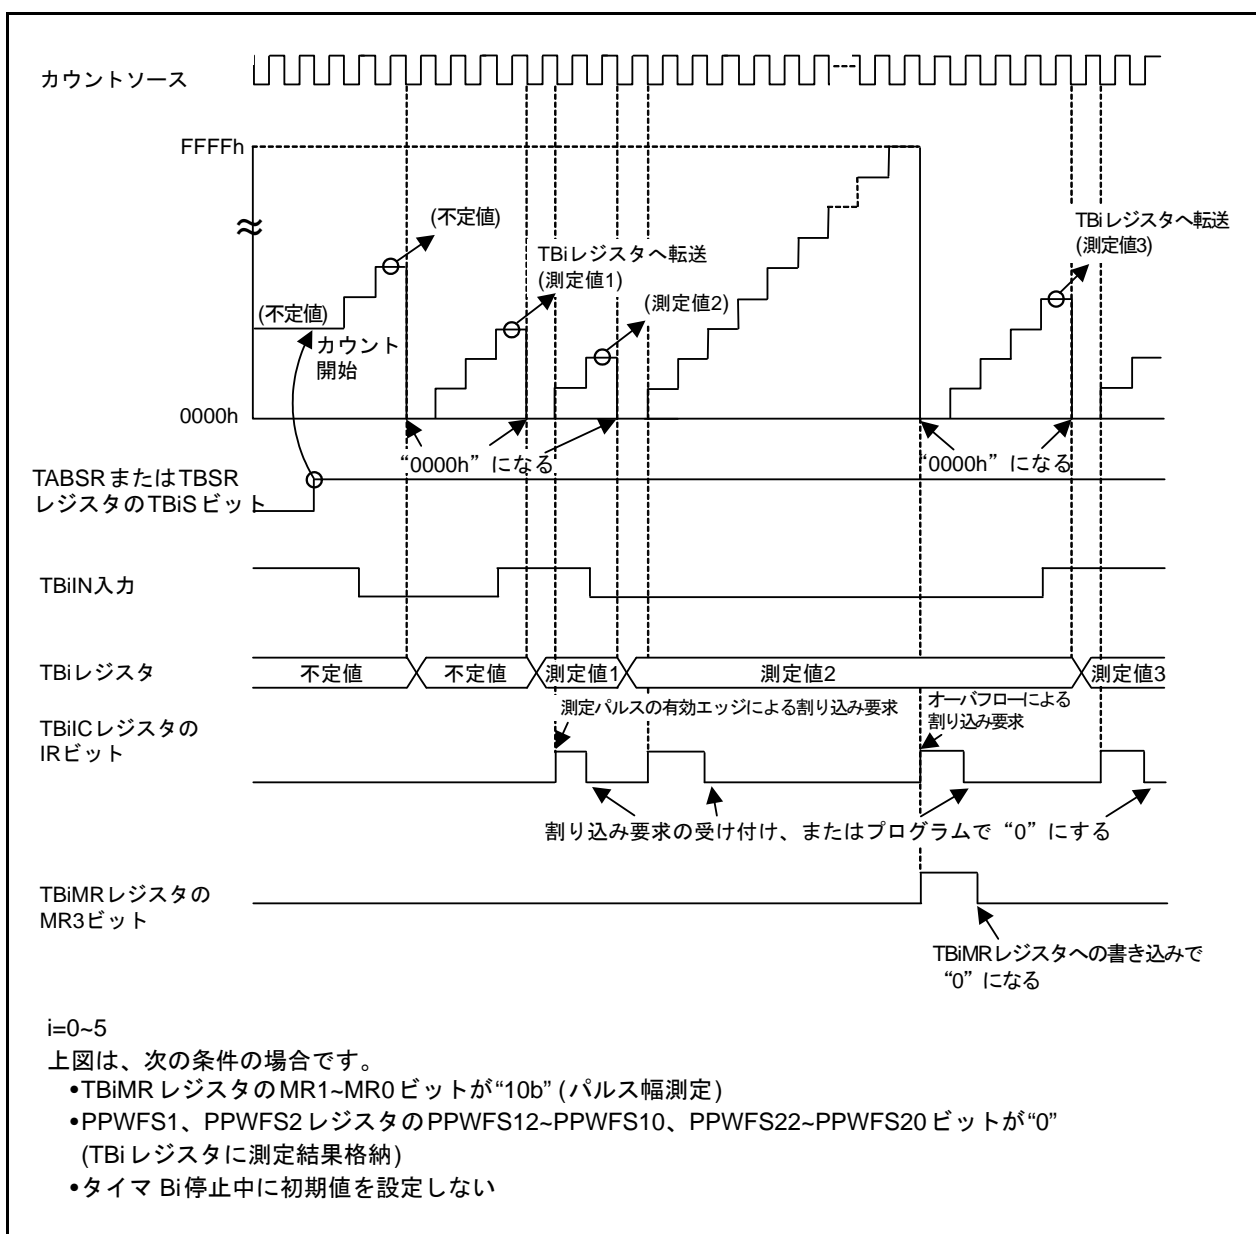 カウントソース
FFFFh
(不定値)
TBiレジスタへ転送
(測定値1)
(測定値2)
TBiレジスタへ転送
(測定値3)
(不定値)
カウント
開始
0000h
“0000h”になる
“0000h”になる
TABSRまたはTBSR
レジスタのTBiSビット
TBiIN入力
TBiレジスタ
不定値
不定値
測定値1
測定値2
測定値3
測定パルスの有効エッジによる割り込み要求
オーバフローによる
割り込み要求
TBiICレジスタの
IRビット
割り込み要求の受け付け、またはプログラムで“0”にする
TBiMRレジスタの
MR3ビット
TBiMRレジスタへの書き込みで
“0”になる
i=0~5
上図は、次の条件の場合です。
•TBiMRレジスタのMR1~MR0ビットが“10b” (パルス幅測定)
•PPWFS1、PPWFS2レジスタのPPWFS12~PPWFS10、PPWFS22~PPWFS20ビットが“0”
(TBiレジスタに測定結果格納)
•タイマ Bi停止中に初期値を設定しない